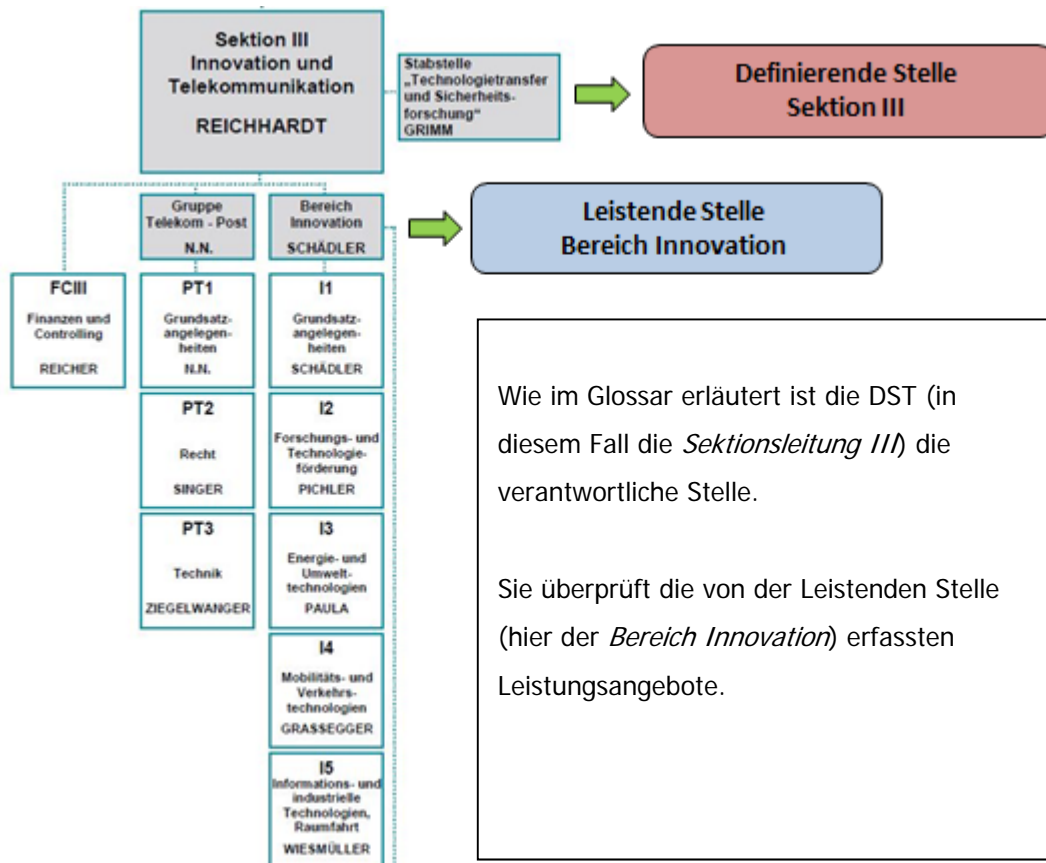 Sektion III
Innovation und
Telekommunikation
REICHHARDT
Stabstelle
„Technologietransfer
und Sicherheits-
forschung“
GRIMM
Definierende Stelle
Sektion III
Gruppe
Telekom - Post
N.N.
Bereich
Innovation
SCHÄDLER
Leistende Stelle
Bereich Innovation
FCIII
Finanzen und
Controlling
REICHER
PT1
Grundsatz-
angelegen-
heiten
N.N.
I1
Grundsatz-
angelegen-
heiten
SCHÄDLER
PT2
Recht
SINGER
I2
Forschungs- und
Technologie-
förderung
PICHLER
PT3
Technik
ZIEGELWANGER
I3
Energie- und
Umwelt-
technologien
PAULA
I4
Mobilitäts- und
Verkehrs-
technologien
GRASSEGGER
I5
Informations- und
industrielle
Technologien,
Raumfahrt
WIESMÜLLER
Wie im Glossar erläutert ist die DST (in
diesem Fall die Sektionsleitung III) die
verantwortliche Stelle.
Sie überprüft die von der Leistenden Stelle
(hier der Bereich Innovation) erfassten
Leistungsangebote.